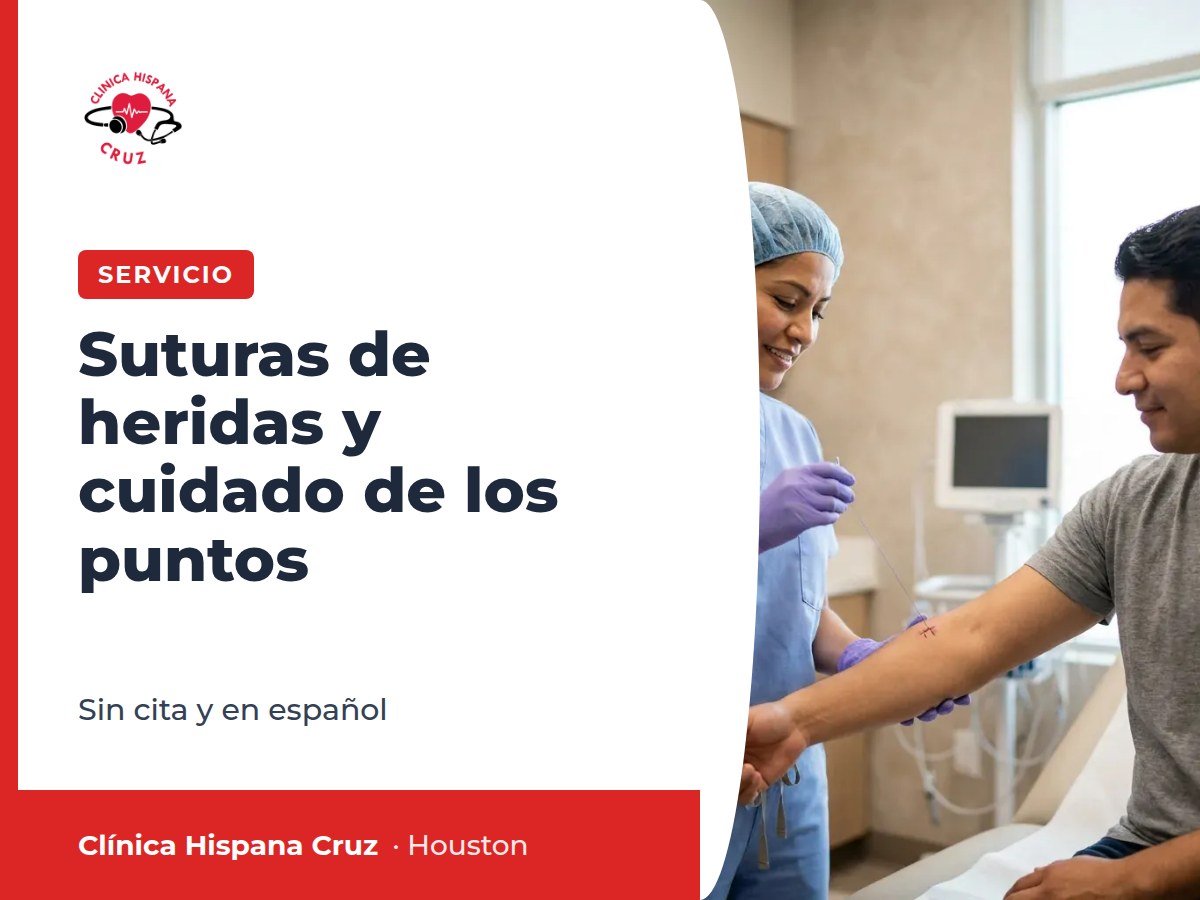 CLINICA HISPANA
CRUZ
SERVICIO
Suturas de
heridas y
cuidado de los
puntos
Sin cita y en español
Clínica Hispana Cruz · Houston